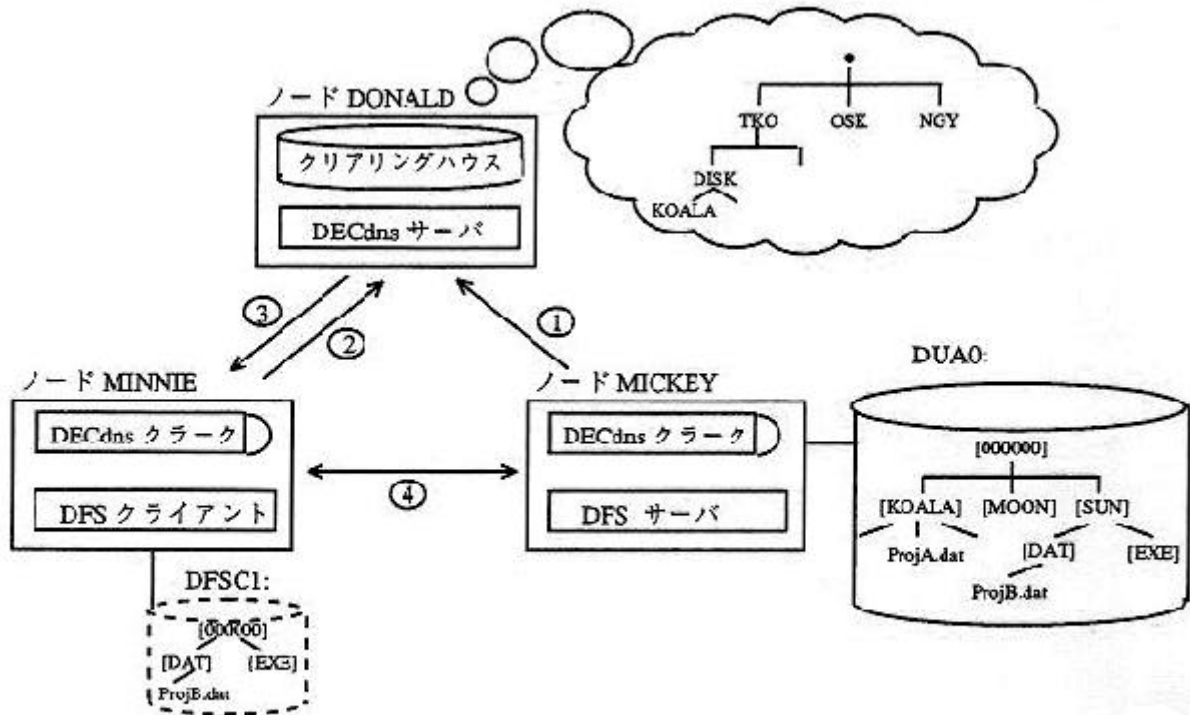 ノード DONALD
クリアリングハウス
DECdns サーバ
•
TKO OSK NGY
DISK
KOALA
③
②
①
ノード MINNIE
DECdns クラーク
DFS クライアント
④
ノード MICKEY
DECdns クラーク
DFS サーバ
DUA0:
[000000]
[KOALA] [MOON] [SUN]
ProjA.dat
[DAT]
[EXE]
ProjB.dat
DFSC1:
[000000]
[DAT] [EXE]
ProjB.dat